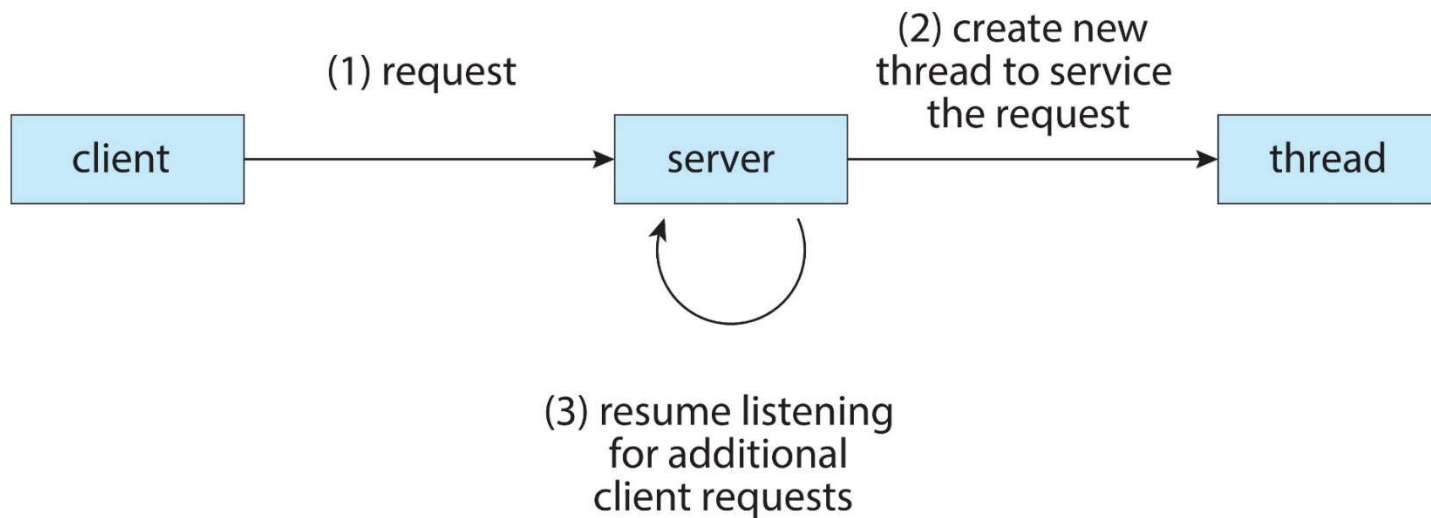 (1) request
(2) create new
thread to service
the request
client
server
thread
(3) resume listening
for additional
client requests